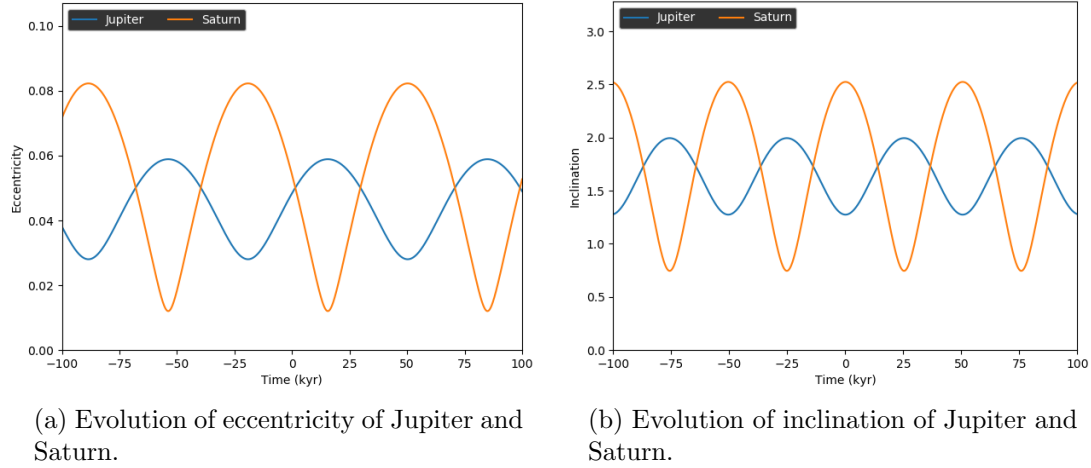 Jupiter Saturn
0.10
0.08
0.06
0.04
0.02
0.00
Eccentricity
−100 −75 −50 −25 0 25 50 75 100
Time (kyr)
(a) Evolution of eccentricity of Jupiter and
Saturn.
Jupiter Saturn
3.0
2.5
2.0
1.5
1.0
0.5
0.0
Inclination
−100 −75 −50 −25 0 25 50 75 100
Time (kyr)
(b) Evolution of inclination of Jupiter and
Saturn.